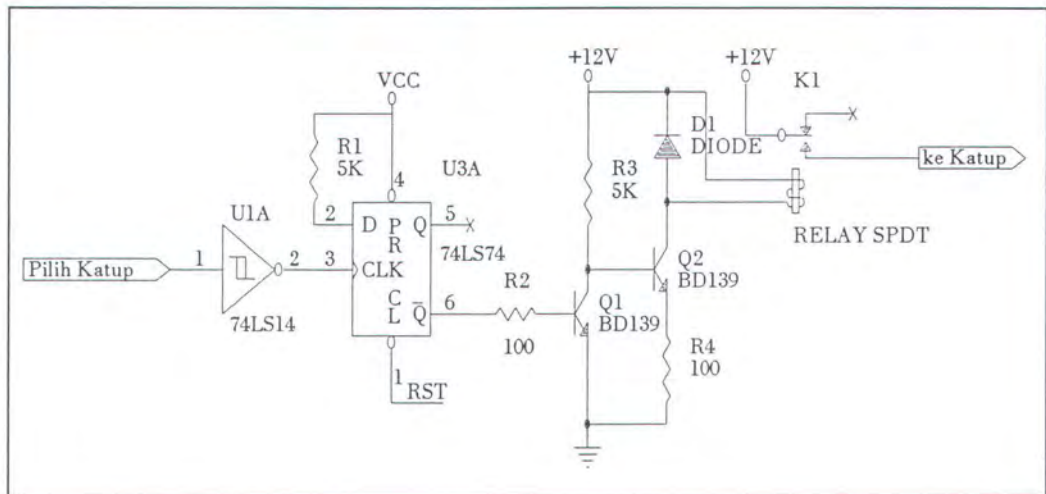 +12V
+12V
K1
VCC
D1
DIODE
R1
5K
4
U3A
R3
5K
ke Katup
U1A
2
D
P
R
Q
5
RELAY SPDT
74LS74
Pilih Katup
1
2
3
CLK
Q2
BD139
R2
C
L
Q̅
6
Q1
BD139
74LS14
100
R4
100
1
RST